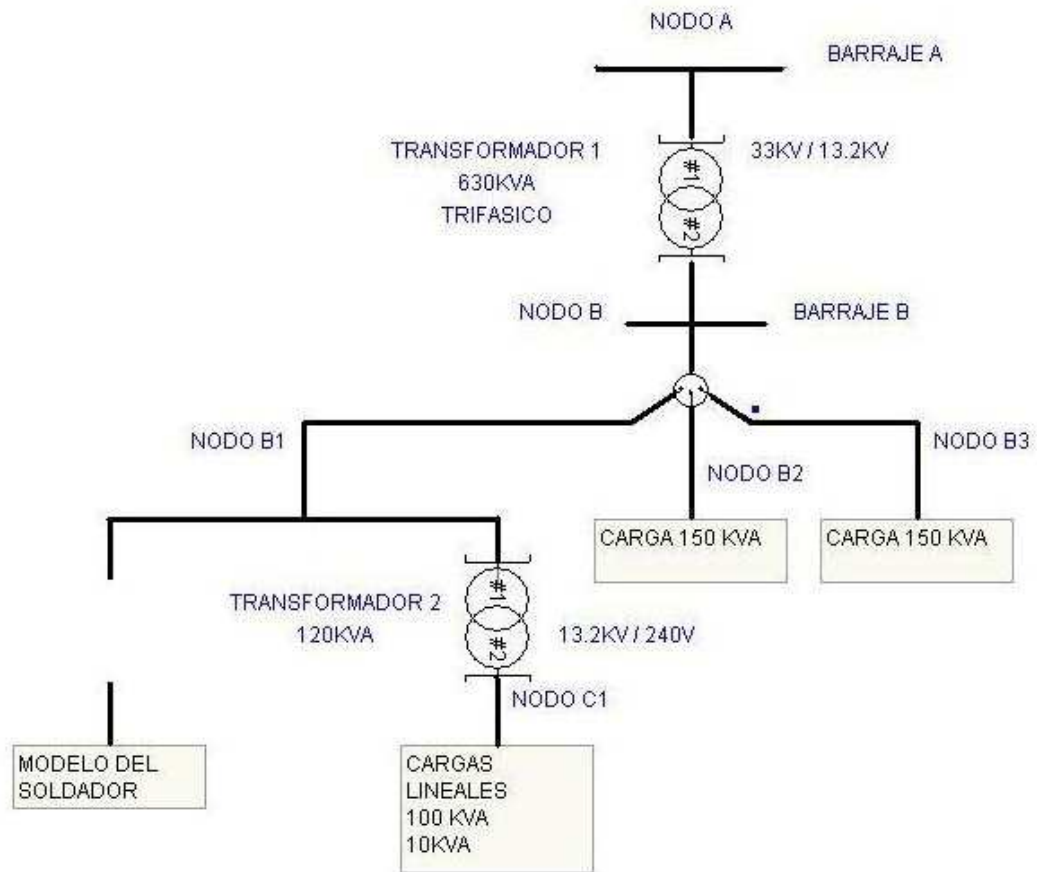 NODO A
BARRAJE A
TRANSFORMADOR 1
630KVA
TRIFASICO
#1
#2
33KV / 13.2KV
NODO B
BARRAJE B
NODO B1
NODO B2
NODO B3
CARGA 150 KVA
CARGA 150 KVA
TRANSFORMADOR 2
120KVA
#1
#2
13.2KV / 240V
NODO C1
MODELO DEL
SOLDADOR
CARGAS
LINEALES
100 KVA
10KVA